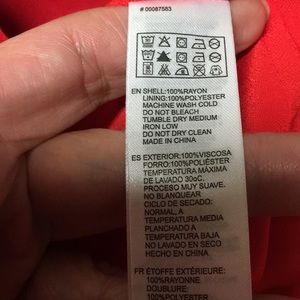 # 00087583
EN SHELL:100%RAYON
LINING:100%POLYESTER
MACHINE WASH COLD
DO NOT BLEACH
TUMBLE DRY MEDIUM
IRON LOW
DO NOT DRY CLEAN
MADE IN CHINA
ES EXTERIOR:100%VISCOSA
FORRO:100%POLIÉSTER
TEMPERATURA MÁXIMA
DE LAVADO 30oC.
PROCESO MUY SUAVE.
NO BLANQUEAR
CICLO DE SECADO:
NORMAL, A
TEMPERATURA MEDIA
PLANCHADO A
TEMPERATURA BAJA
NO LAVADO EN SECO
HECHO EN CHINA
FR ÉTOFFE EXTÉRIEURE:
100%RAYONNE
DOUBLURE:
100%POLYESTER